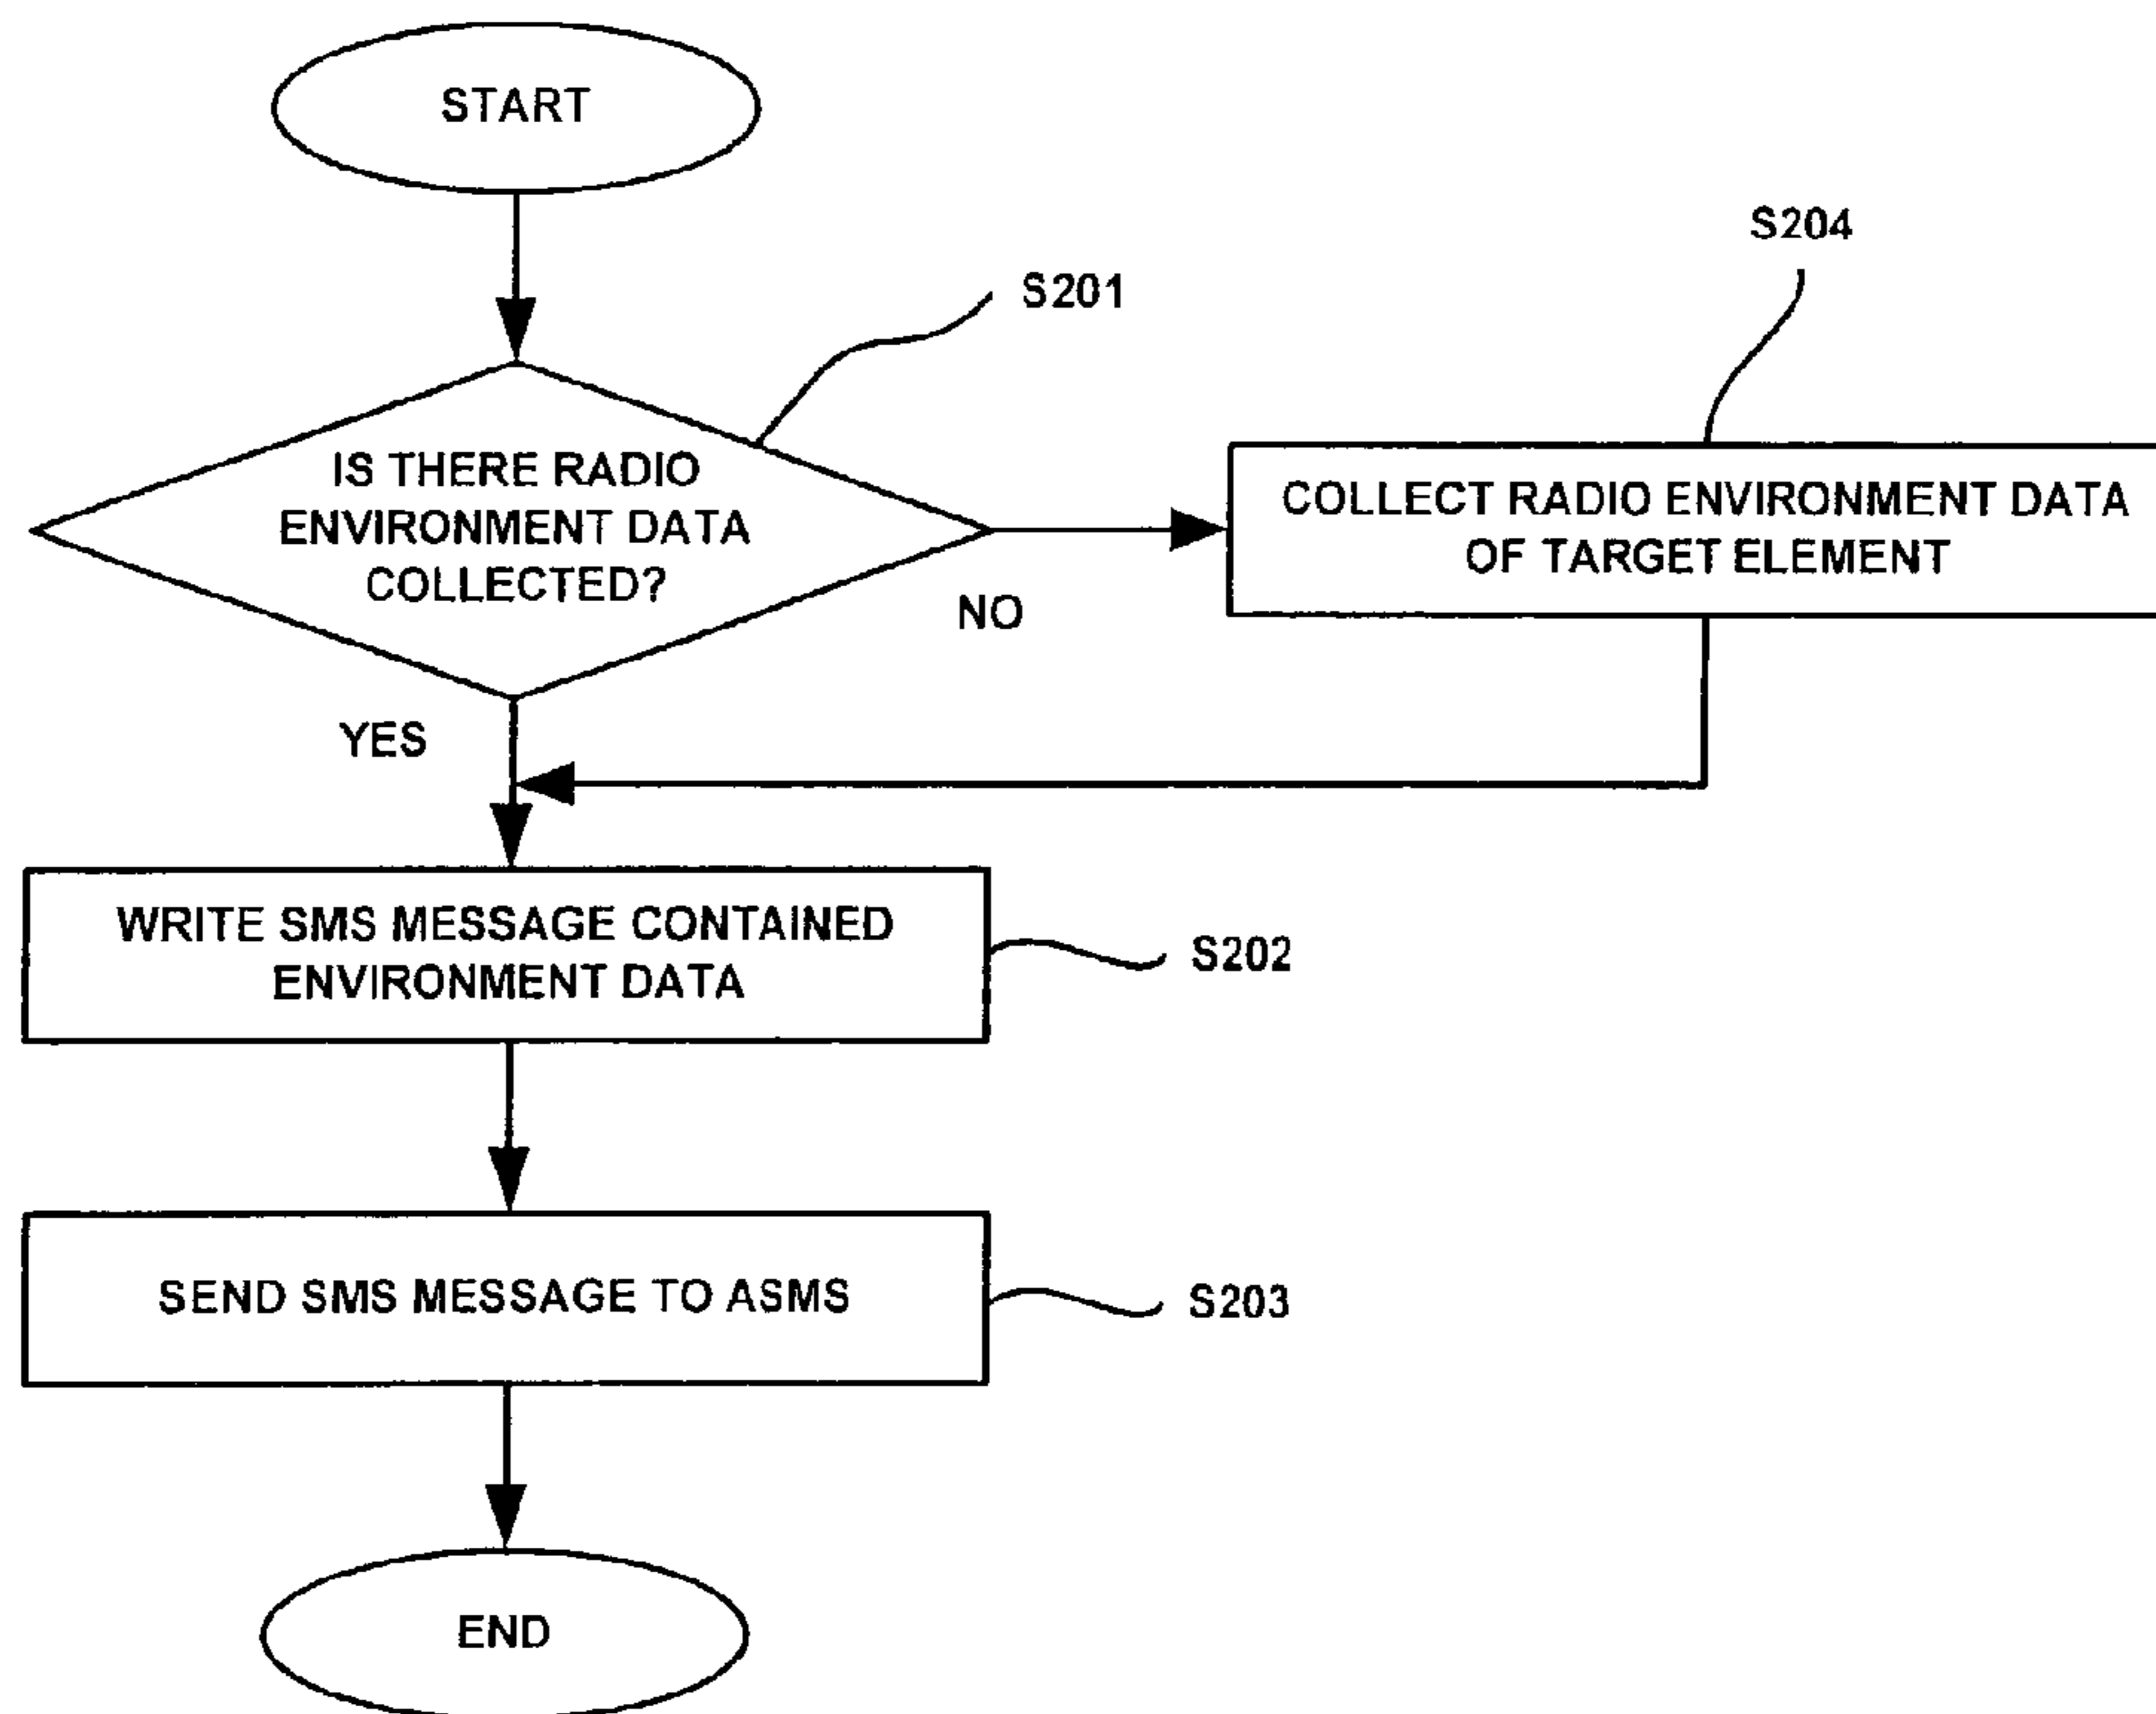 START
S204
S201
IS THERE RADIO
ENVIRONMENT DATA
COLLECTED?
COLLECT RADIO ENVIRONMENT DATA
OF TARGET ELEMENT
NO
YES
WRITE SMS MESSAGE CONTAINED
ENVIRONMENT DATA
S202
SEND SMS MESSAGE TO ASMS
S203
END